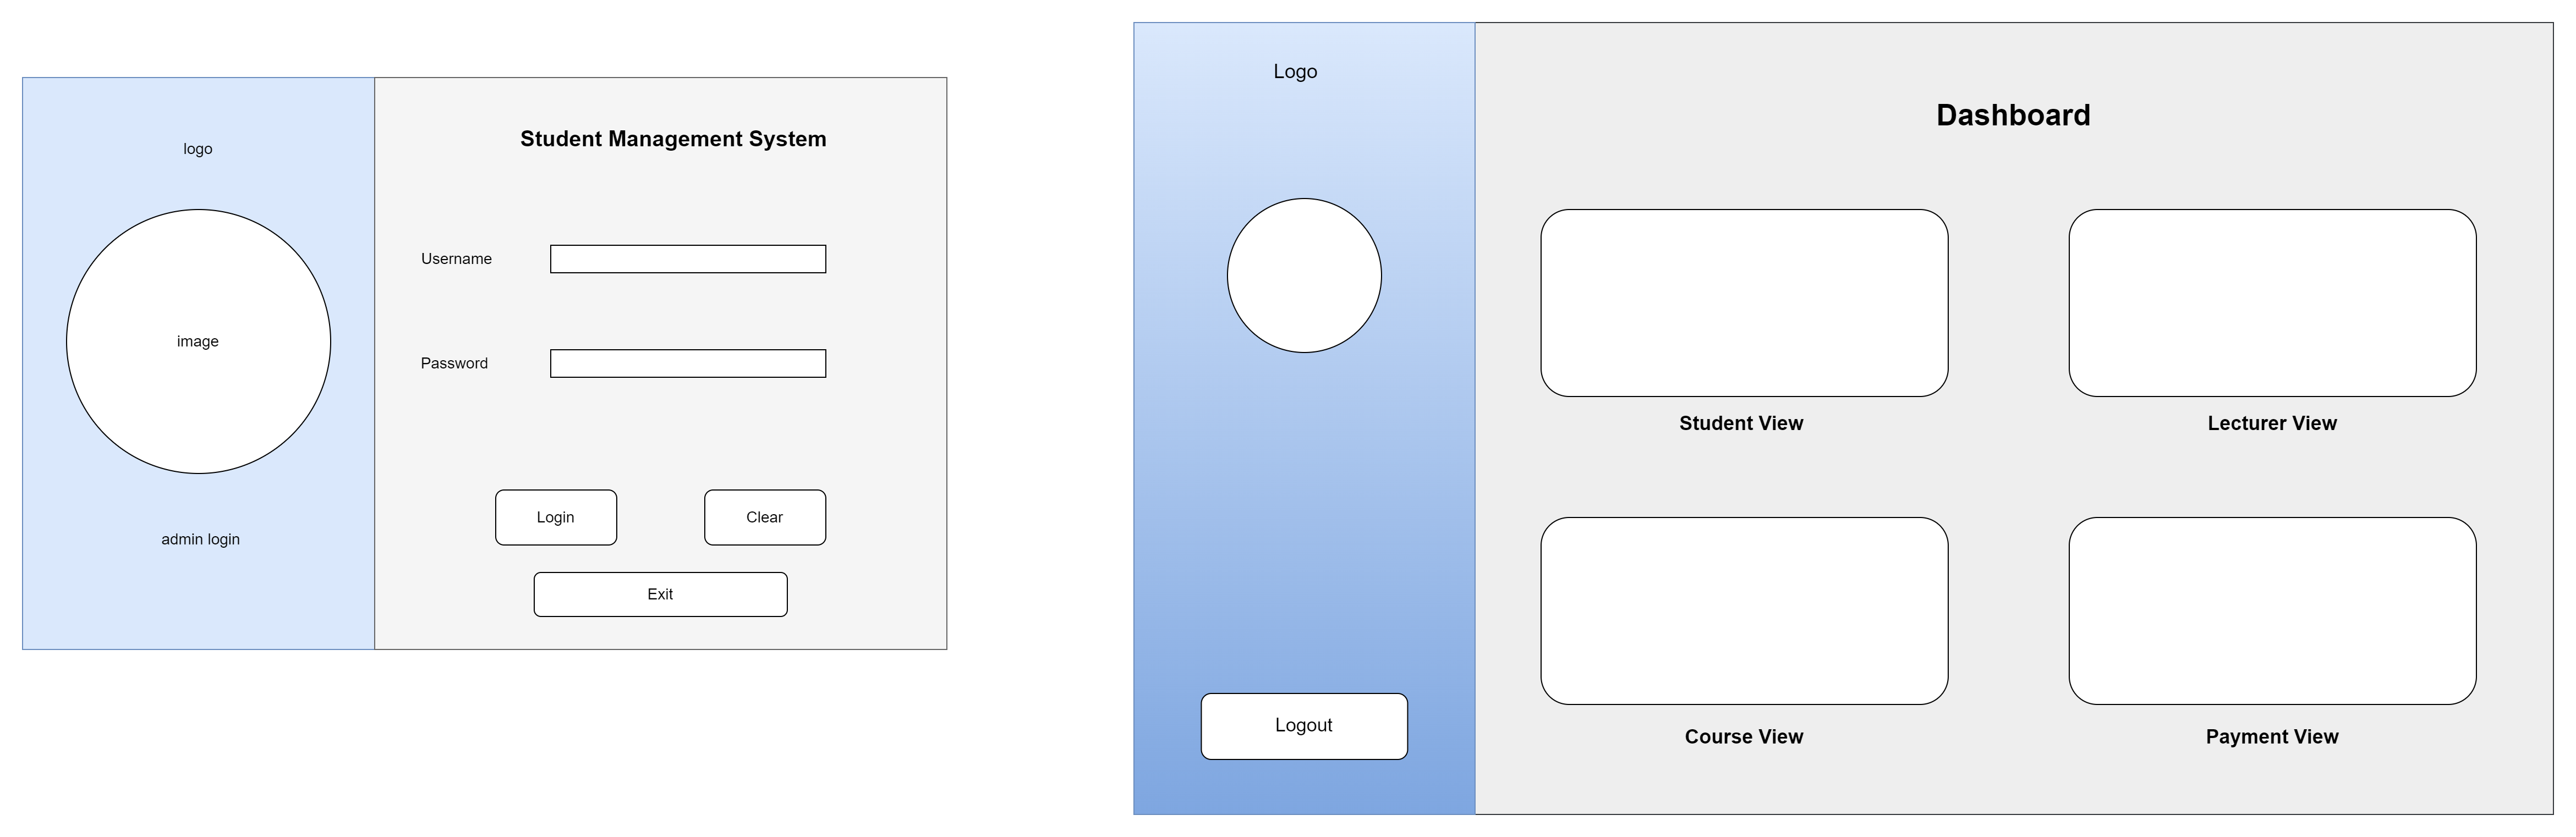 logo
image
admin login
Student Management System
Username
Password
Login
Clear
Exit
Logo
Logout
Dashboard
Student View
Lecturer View
Course View
Payment View